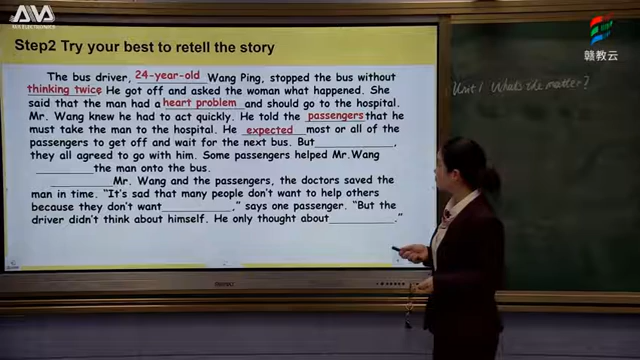 AVA
AVA ELECTRONICS
赣教云
Unit 1 What's the matter?
Step2 Try your best to retell the story
The bus driver, 24-year-old Wang Ping, stopped the bus without
thinking twice. He got off and asked the woman what happened. She
said that the man had a heart problem and should go to the hospital.
Mr. Wang knew he had to act quickly. He told the passengers that he
must take the man to the hospital. He expected most or all of the
passengers to get off and wait for the next bus. But____________,
they all agreed to go with him. Some passengers helped Mr.Wang
____________ the man onto the bus.
____________ Mr. Wang and the passengers, the doctors saved the
man in time. “It's sad that many people don't want to help others
because they don't want____________,” says one passenger. “But the
driver didn't think about himself. He only thought about____________.”